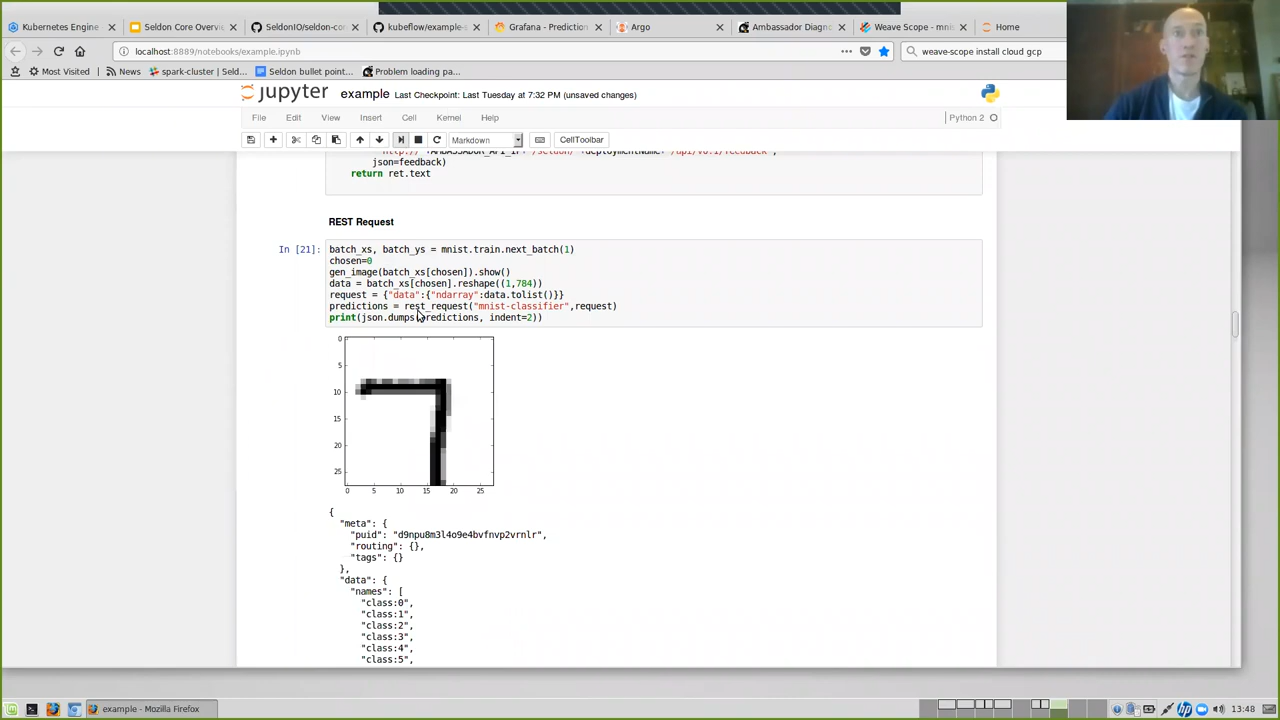 Kubernetes Engine
Seldon Core Overvi
SeldonIO/seldon-cor
kubeflow/example-s
Grafana - Prediction
Argo
Ambassador Diagno
Weave Scope - mnis
Home
localhost:8889/notebooks/example.ipynb
weave-scope install cloud gcp
Most Visited
News
spark-cluster | Seld...
Seldon bullet point...
Problem loading pa...
jupyter example Last Checkpoint: Last Tuesday at 7:32 PM (unsaved changes)
File Edit View Insert Cell Kernel Help
Python 2
Markdown
CellToolbar
json=feedback)
return ret.text
REST Request
In [21]:
batch_xs, batch_ys = mnist.train.next_batch(1)
chosen=0
gen_image(batch_xs[chosen]).show()
data = batch_xs[chosen].reshape((1,784))
request = {"data":{"ndarray":data.tolist()}}
predictions = rest_request("mnist-classifier",request)
print(json.dumps(predictions, indent=2))
0
5
10
15
20
25
0 5 10 15 20 25
{
"meta": {
"puid": "d9npu8m3l4o9e4bvfnvp2vrnlr",
"routing": {},
"tags": {}
},
"data": {
"names": [
"class:0",
"class:1",
"class:2",
"class:3",
"class:4",
"class:5",
example - Mozilla Firefox
13:48